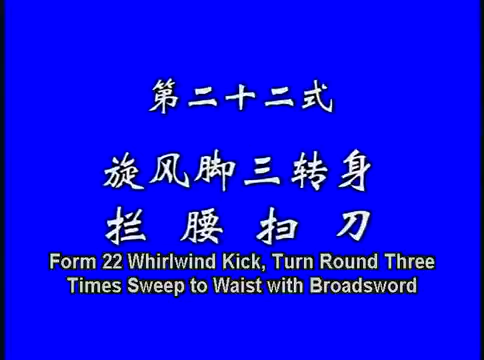 第二十二式
旋风脚三转身
拦腰扫刀
Form 22 Whirlwind Kick, Turn Round Three
Times Sweep to Waist with Broadsword